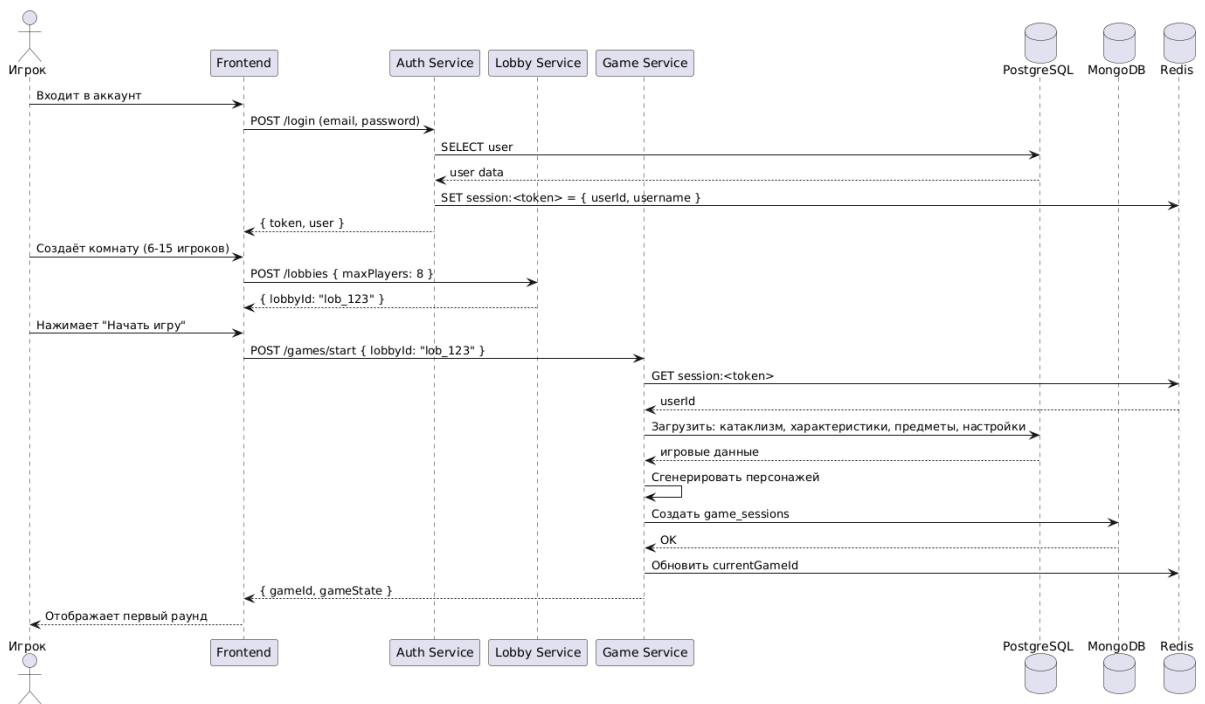 Игрок
Frontend
Auth Service
Lobby Service
Game Service
PostgreSQL
MongoDB
Redis
Входит в аккаунт
POST /login (email, password)
SELECT user
user data
SET session:<token> = { userId, username }
{ token, user }
Создаёт комнату (6-15 игроков)
POST /lobbies { maxPlayers: 8 }
{ lobbyId: "lob_123" }
Нажимает "Начать игру"
POST /games/start { lobbyId: "lob_123" }
GET session:<token>
userId
Загрузить: катаклизм, характеристики, предметы, настройки
игровые данные
Сгенерировать персонажей
Создать game_sessions
OK
Обновить currentGameId
{ gameId, gameState }
Отображает первый раунд
Игрок
Frontend
Auth Service
Lobby Service
Game Service
PostgreSQL
MongoDB
Redis